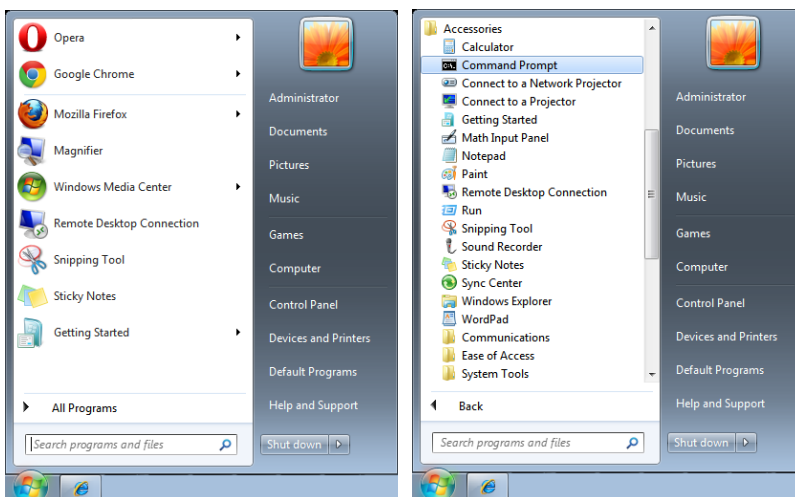 Opera
Google Chrome
Mozilla Firefox
Magnifier
Windows Media Center
Remote Desktop Connection
Snipping Tool
Sticky Notes
Getting Started
All Programs
Search programs and files
Administrator
Documents
Pictures
Music
Games
Computer
Control Panel
Devices and Printers
Default Programs
Help and Support
Shut down
Accessories
Calculator
Command Prompt
Connect to a Network Projector
Connect to a Projector
Getting Started
Math Input Panel
Notepad
Paint
Remote Desktop Connection
Run
Snipping Tool
Sound Recorder
Sticky Notes
Sync Center
Windows Explorer
WordPad
Communications
Ease of Access
System Tools
Back
Search programs and files
Administrator
Documents
Pictures
Music
Games
Computer
Control Panel
Devices and Printers
Default Programs
Help and Support
Shut down